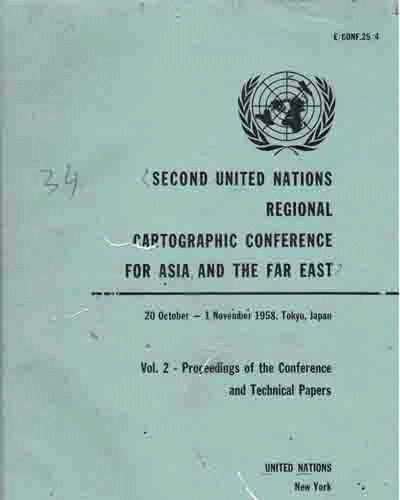 E/CONF.25/4
34
SECOND UNITED NATIONS
REGIONAL
CARTOGRAPHIC CONFERENCE
FOR ASIA AND THE FAR EAST
20 October — 1 November 1958, Tokyo, Japan
Vol. 2 - Proceedings of the Conference
and Technical Papers
UNITED NATIONS
New York